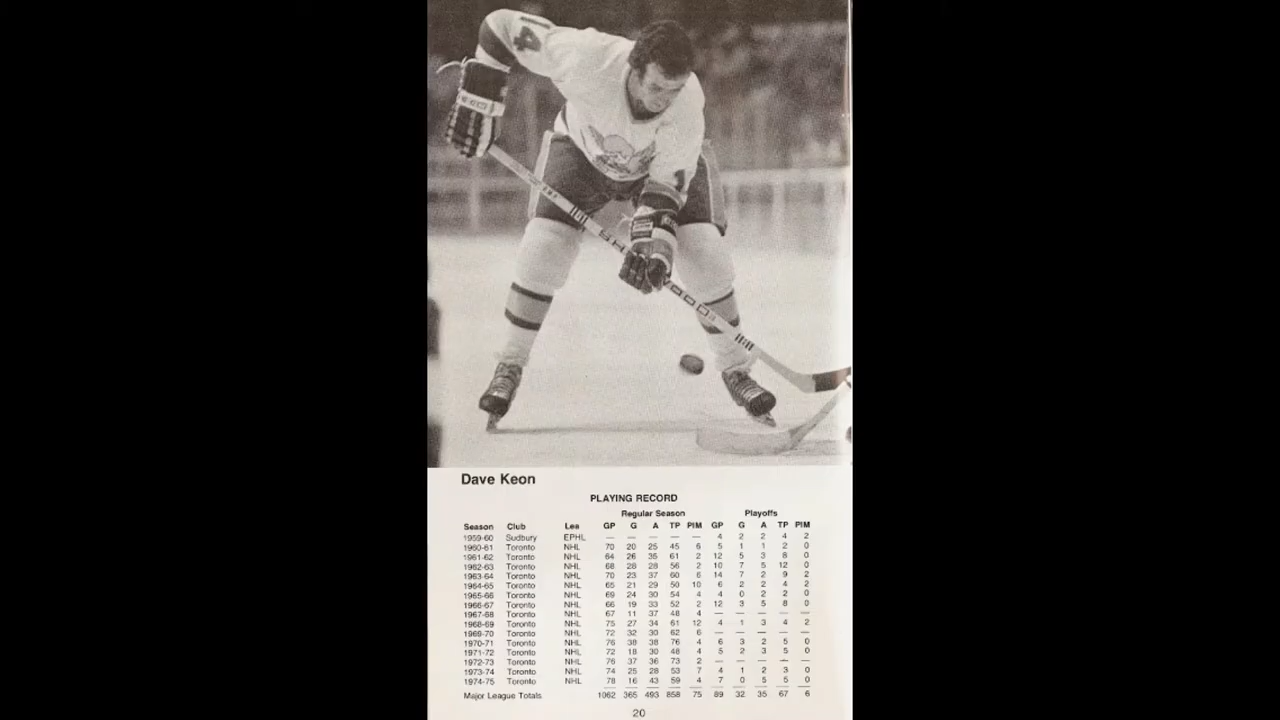 14
1
Dave Keon
PLAYING RECORD
Regular Season Playoffs
Season Club Lea GP G A TP PIM GP G A TP PIM
1959-60 Sudbury EPHL — — — — — 4 2 2 4 2
1960-61 Toronto NHL 70 20 25 45 6 5 1 1 2 0
1961-62 Toronto NHL 64 26 35 61 2 12 5 3 8 0
1962-63 Toronto NHL 68 28 28 56 2 10 7 5 12 0
1963-64 Toronto NHL 70 23 37 60 6 14 7 2 9 2
1964-65 Toronto NHL 65 21 29 50 10 6 2 2 4 2
1965-66 Toronto NHL 69 24 30 54 4 4 0 2 2 0
1966-67 Toronto NHL 66 19 33 52 2 12 3 5 8 0
1967-68 Toronto NHL 67 11 37 48 4 — — — — —
1968-69 Toronto NHL 75 27 34 61 12 4 1 3 4 2
1969-70 Toronto NHL 72 32 30 62 6 — — — — —
1970-71 Toronto NHL 76 38 38 76 4 6 3 2 5 0
1971-72 Toronto NHL 72 18 30 48 4 5 2 3 5 0
1972-73 Toronto NHL 76 37 36 73 2 — — — — —
1973-74 Toronto NHL 74 25 28 53 7 4 1 2 3 0
1974-75 Toronto NHL 78 16 43 59 4 7 0 5 5 0
Major League Totals 1062 365 493 858 75 89 32 35 67 6
20